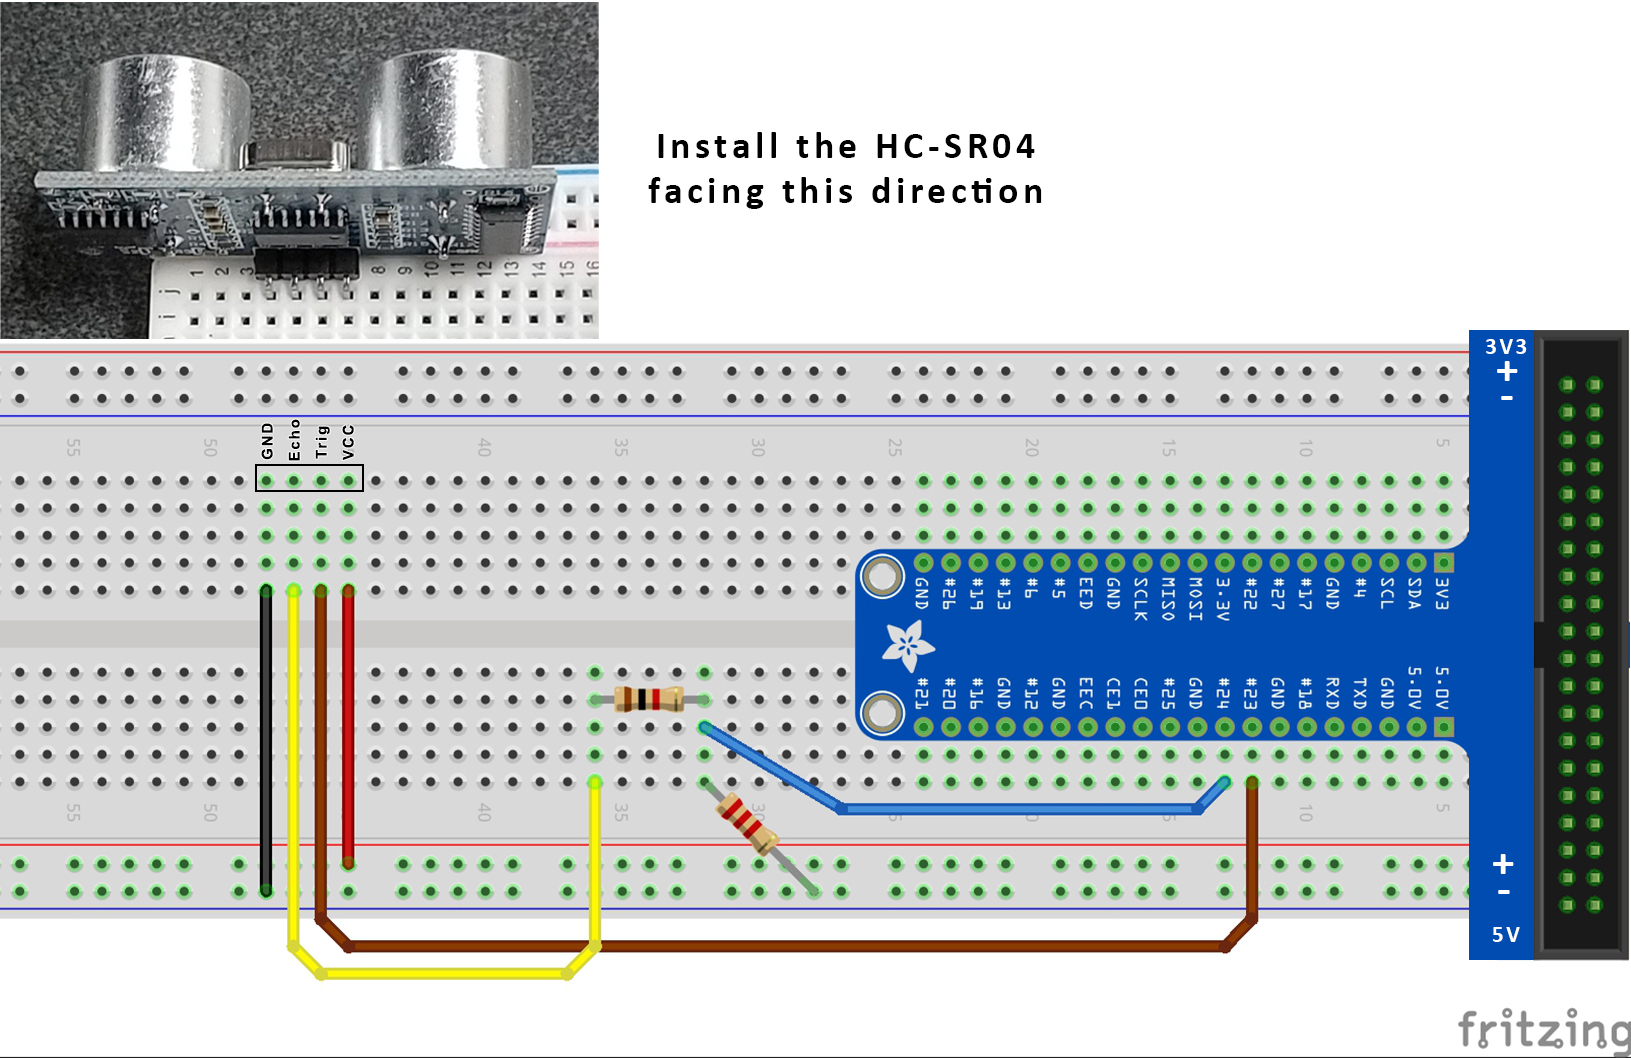 Install the HC-SR04
facing this direction
1 2 3 8 9 10 11 12 13 14 15 16
j
i
3V3
+
-
GND Echo Trig VCC
55 50 40 35 30 25 20 15 10 5
GND #26 #19 #13 #6 #5 EED GND SCLK MISO MOSI 3.3V #22 #27 #17 GND #4 SCL SDA 3V3
#21 #20 #16 GND #12 GND EEC CE1 CE0 #25 GND #24 #23 GND #18 RXD TXD GND 5.0V 5.0V
55 50 40 35 30 15 10 5
+
-
5V
fritzing